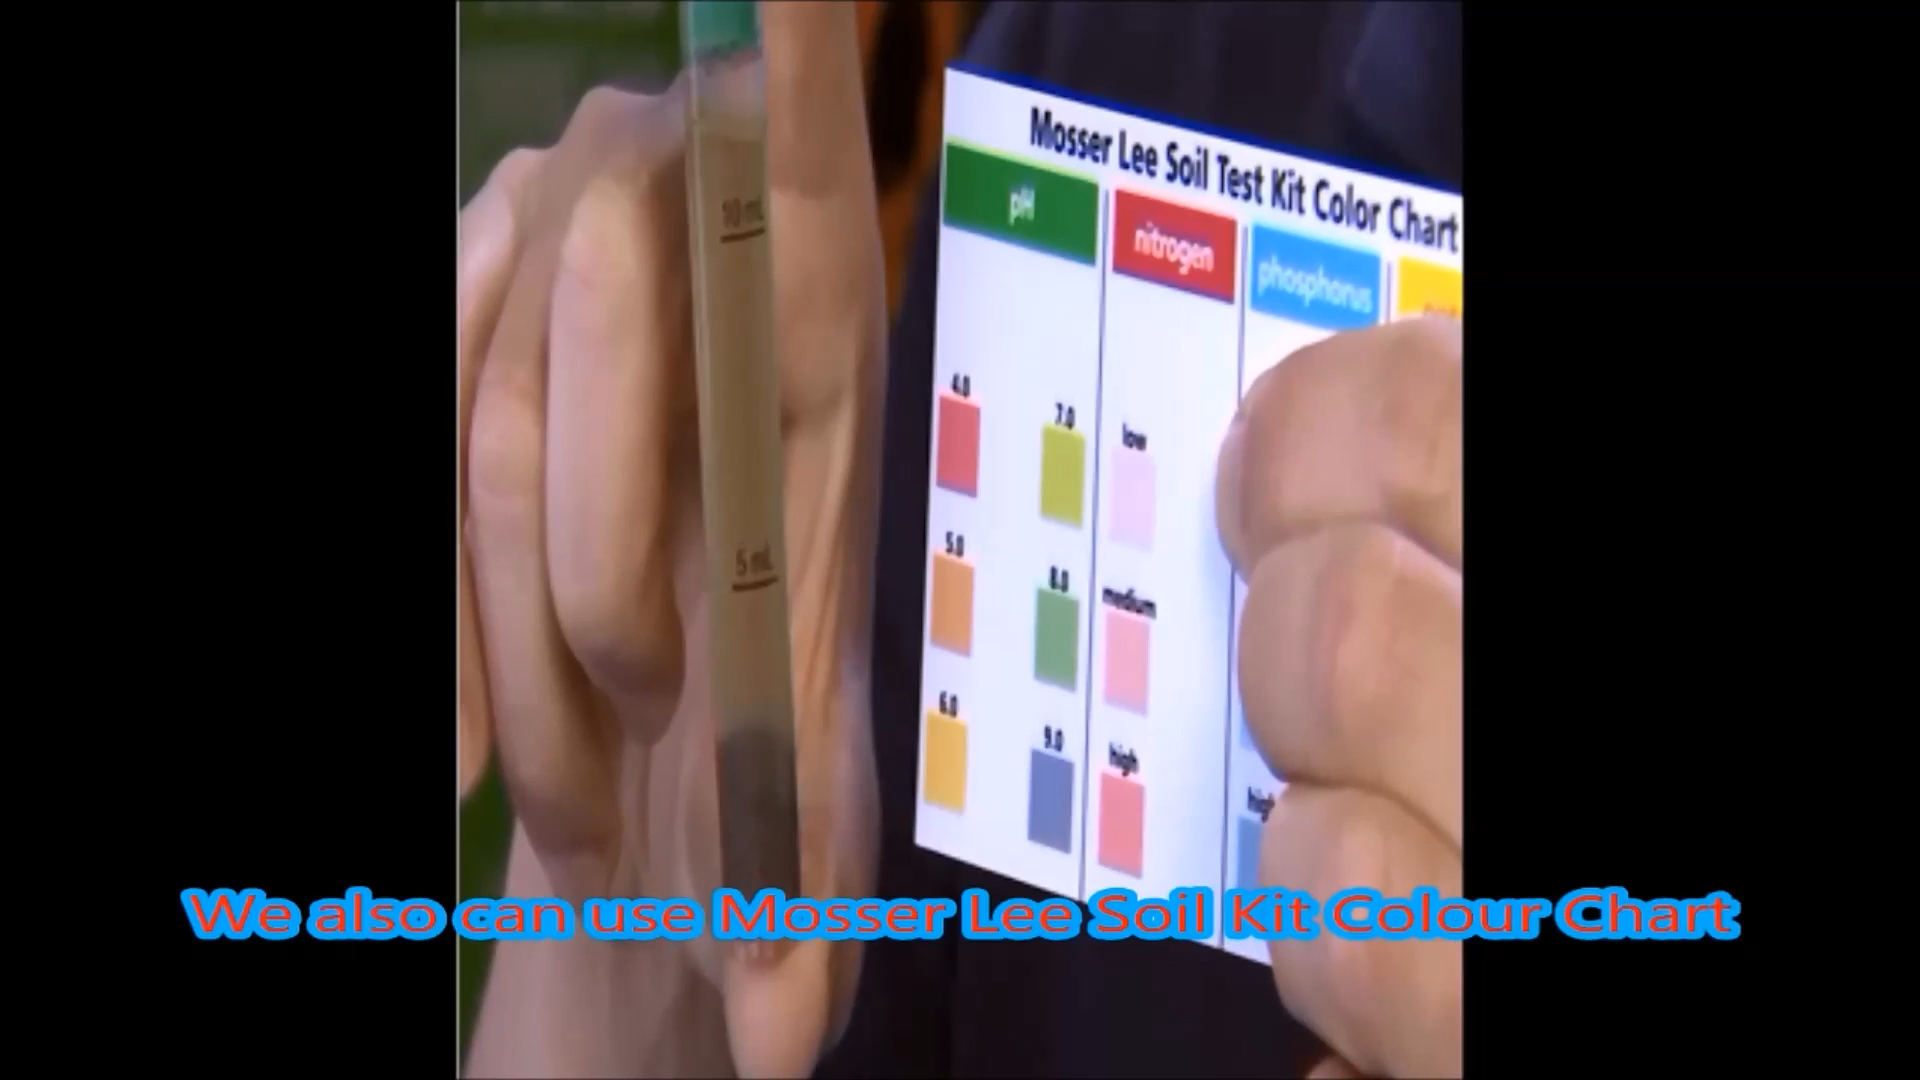 Mosser Lee Soil Test Kit Color Chart
pH
nitrogen
phosphorus
10 mL
5 mL
4.0
7.0
low
5.0
8.0
medium
6.0
9.0
high
high
We also can use Mosser Lee Soil Kit Colour Chart